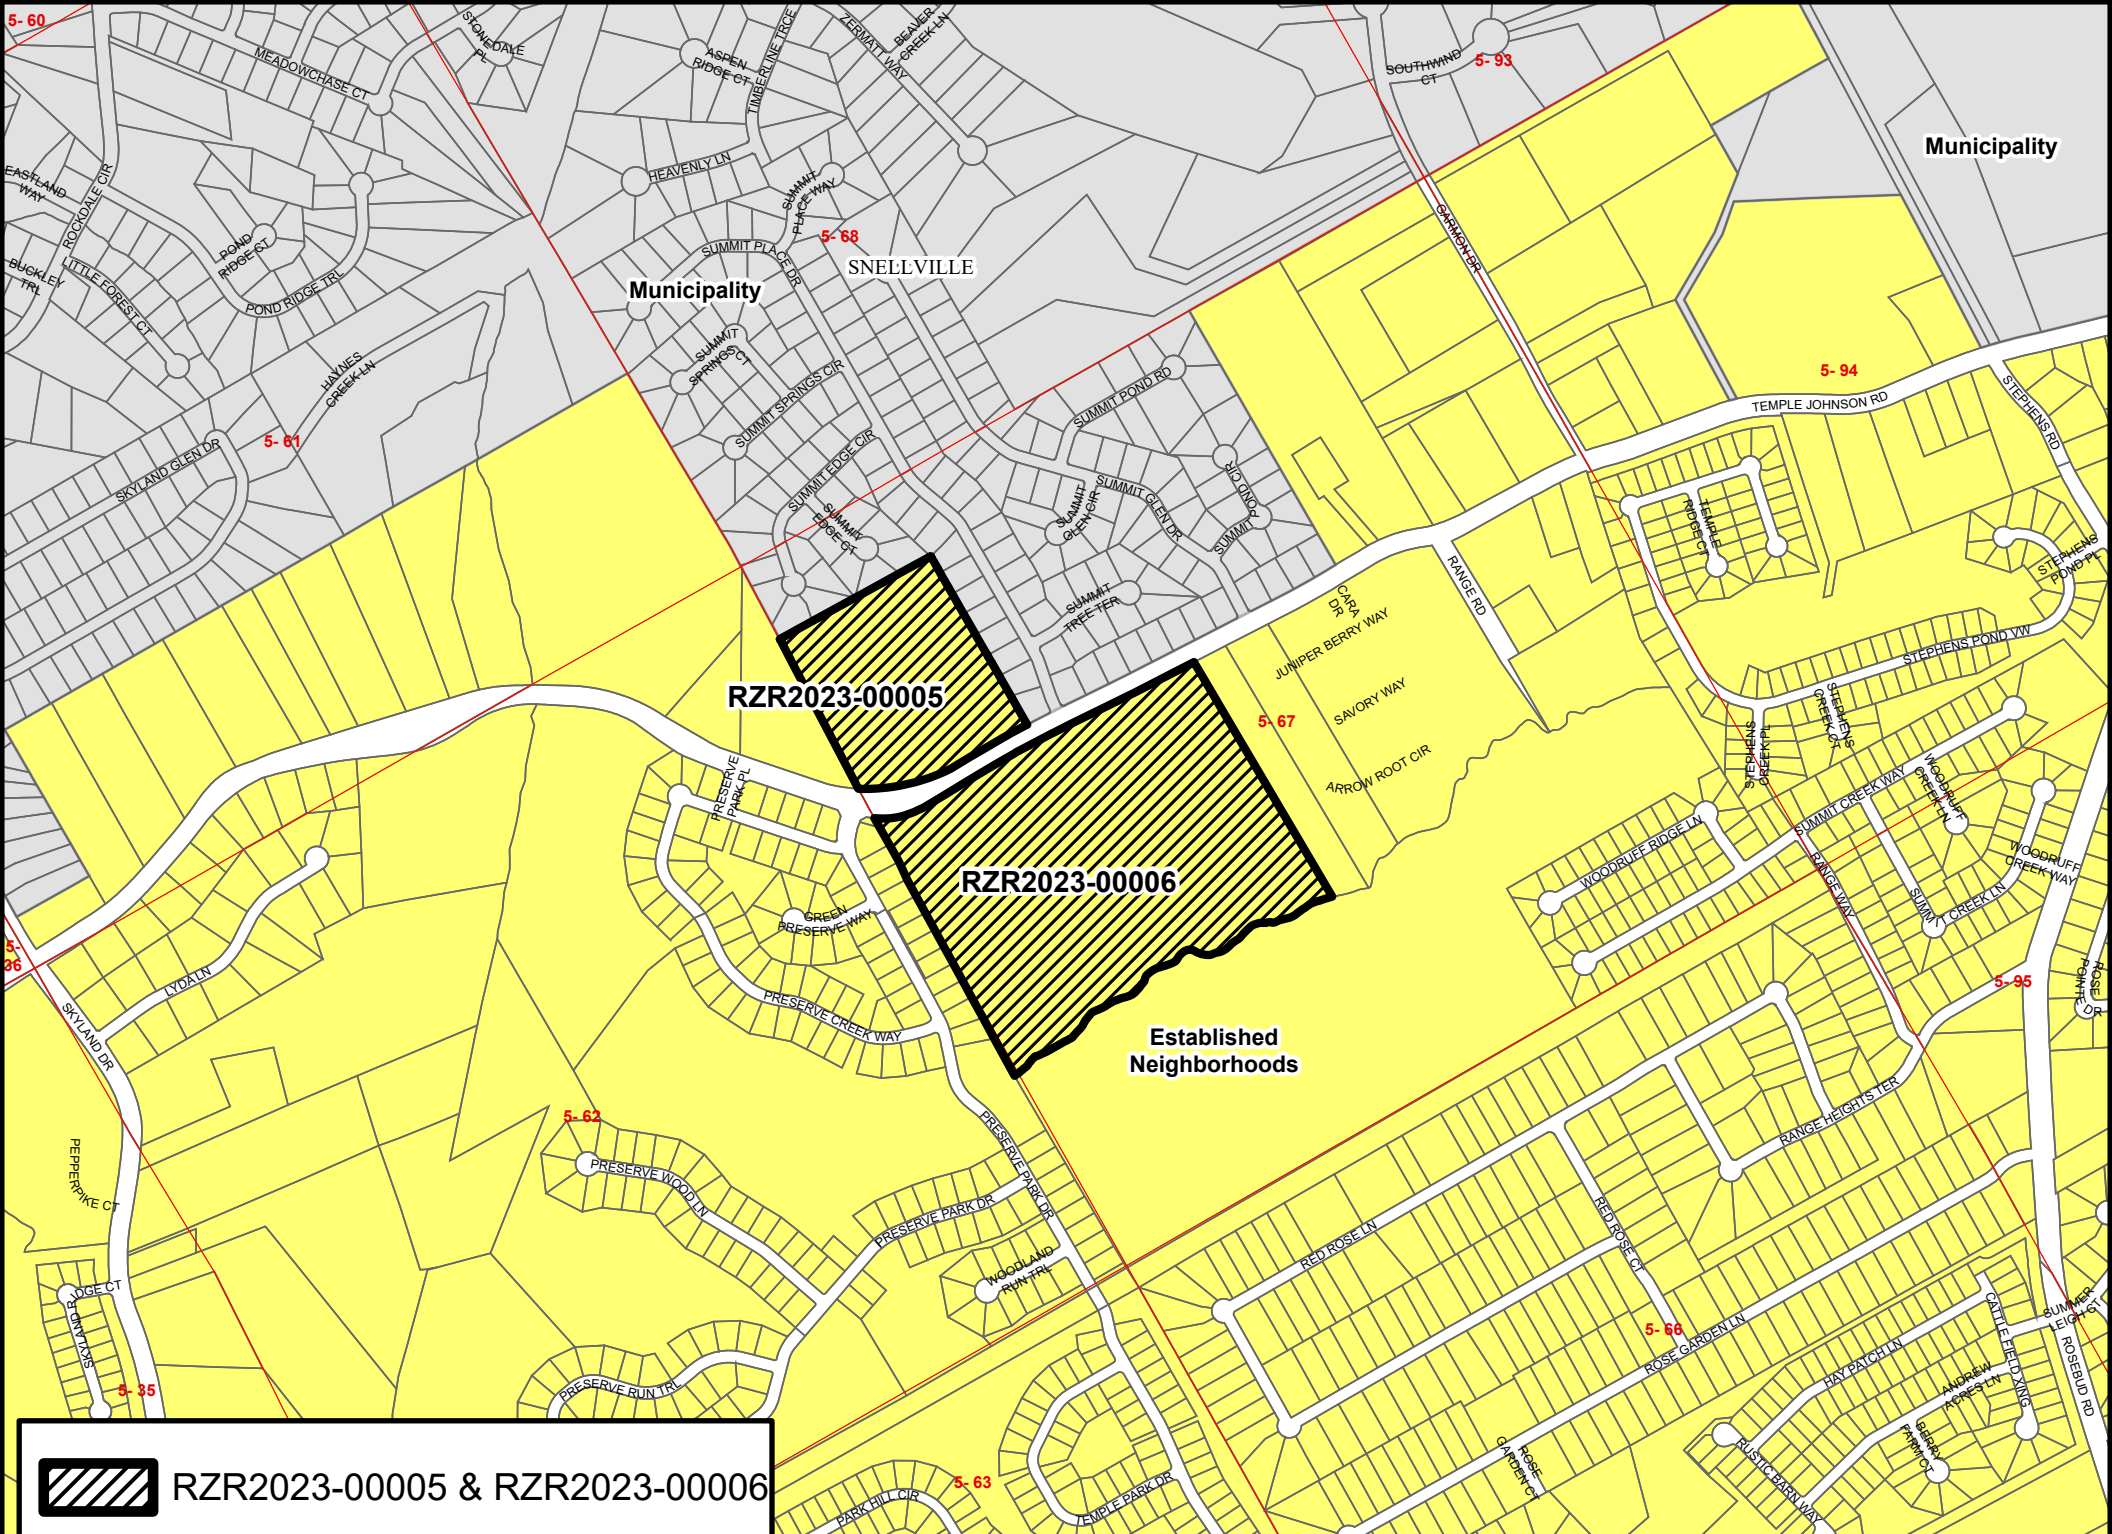 5- 60
STONEDALE
PL
MEADOWCHASE CT
ASPEN
RIDGE CT
TIMBERLINE TRCE
ZERMATT WAY
BEAVER
CREEK LN
SOUTHWIND
CT
5- 93
Municipality
EASTLAND
WAY
ROCKDALE CIR
HEAVENLY LN
SUMMIT
PLACE WAY
BUCKLEY
TRL
LITTLE FOREST CT
POND
RIDGE CT
POND RIDGE TRL
SUMMIT PLACE DR
5- 68
SNELLVILLE
Municipality
GARMON DR
HAYNES
CREEK LN
SUMMIT
SPRINGS CT
SUMMIT SPRINGS CIR
SUMMIT POND RD
5- 94
TEMPLE JOHNSON RD
STEPHENS RD
5- 61
SKYLAND GLEN DR
SUMMIT EDGE CIR
SUMMIT
EDGE CT
SUMMIT
GLEN CIR
SUMMIT GLEN DR
SUMMIT POND CIR
TEMPLE
RIDGE CT
STEPHENS
POND PL
SUMMIT
TREE TER
CARA
DR
RANGE RD
JUNIPER BERRY WAY
STEPHENS POND VW
RZR2023-00005
SAVORY WAY
5- 67
STEPHENS
CREEK CT
STEPHENS
CREEK PL
ARROW ROOT CIR
PRESERVE
PARK PL
WOODRUFF
CREEK LN
SUMMIT CREEK WAY
WOODRUFF RIDGE LN
WOODRUFF
CREEK WAY
RANGE WAY
RZR2023-00006
GREEN
PRESERVE WAY
SUMMIT CREEK LN
5-
36
LYDA LN
SKYLAND DR
PRESERVE CREEK WAY
5- 95
ROSE
POINTE DR
Established
Neighborhoods
5- 62
PRESERVE PARK DR
RANGE HEIGHTS TER
PEPPERPIKE CT
PRESERVE WOOD LN
PRESERVE PARK DR
RED ROSE LN
RED ROSE CT
WOODLAND
RUN TRL
SKYLAND RIDGE CT
CATTLE FIELD XING
SUMMER
LEIGH CT
5- 66
ROSE GARDEN LN
HAY PATCH LN
ROSEBUD RD
5- 35
PRESERVE RUN TRL
ANDREW
ACRES LN
BERRY
FARM CT
ROSE
GARDEN CT
RUSTIC BARN WAY
5- 63
PARK HILL CIR
TEMPLE PARK DR
RZR2023-00005 & RZR2023-00006